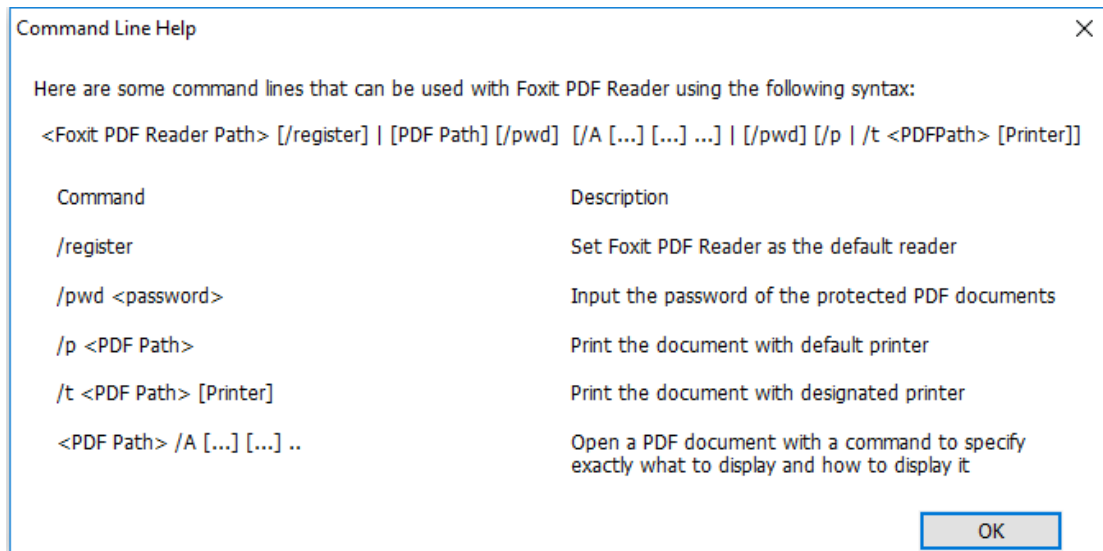 Command Line Help
Here are some command lines that can be used with Foxit PDF Reader using the following syntax:
<Foxit PDF Reader Path> [/register] | [PDF Path] [/pwd]  [/A [...] [...] ...] | [/pwd] [/p | /t <PDFPath> [Printer]]
Command Description
/register Set Foxit PDF Reader as the default reader
/pwd <password> Input the password of the protected PDF documents
/p <PDF Path> Print the document with default printer
/t <PDF Path> [Printer] Print the document with designated printer
<PDF Path> /A [...] [...] .. Open a PDF document with a command to specify
exactly what to display and how to display it
OK